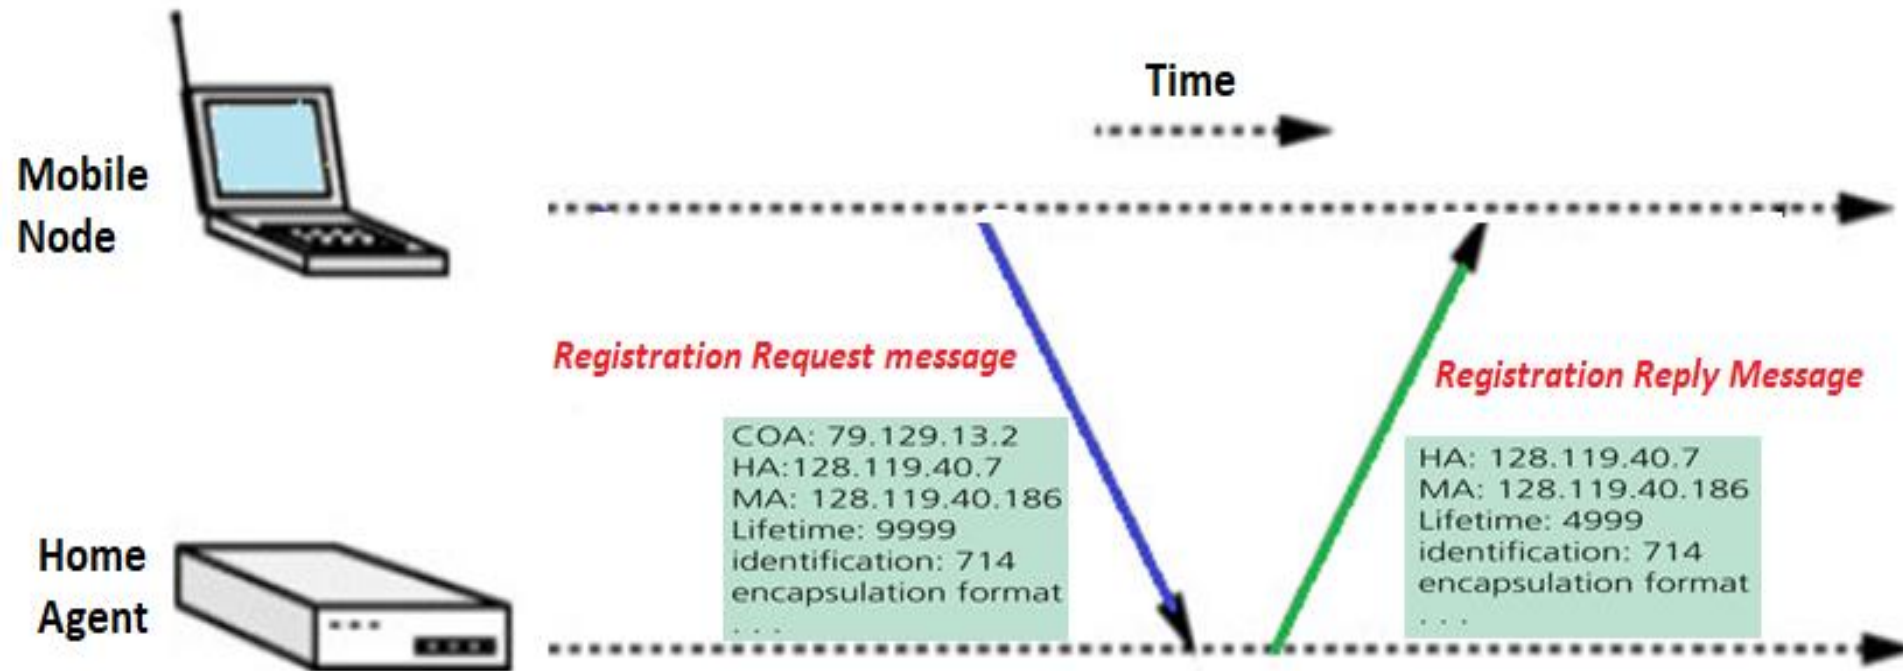 Time
Mobile
Node
Registration Request message
Registration Reply Message
COA: 79.129.13.2
HA:128.119.40.7
MA: 128.119.40.186
Lifetime: 9999
identification: 714
encapsulation format
. . .
HA: 128.119.40.7
MA: 128.119.40.186
Lifetime: 4999
identification: 714
encapsulation format
. . .
Home
Agent